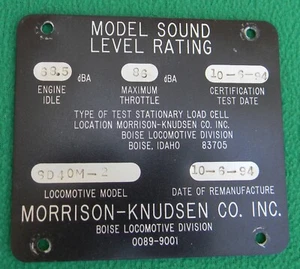 MODEL SOUND
LEVEL RATING
dBA 86 dBA 10-6-94
ENGINE IDLE MAXIMUM THROTTLE CERTIFICATION TEST DATE
TYPE OF TEST STATIONARY LOAD CELL
LOCATION MORRISON-KNUDSEN CO. INC.
BOISE LOCOMOTIVE DIVISION
BOISE, IDAHO 83705
SD40M-2 10-6-94
LOCOMOTIVE MODEL DATE OF REMANUFACTURE
MORRISON-KNUDSEN CO. INC.
BOISE LOCOMOTIVE DIVISION
0089-9001